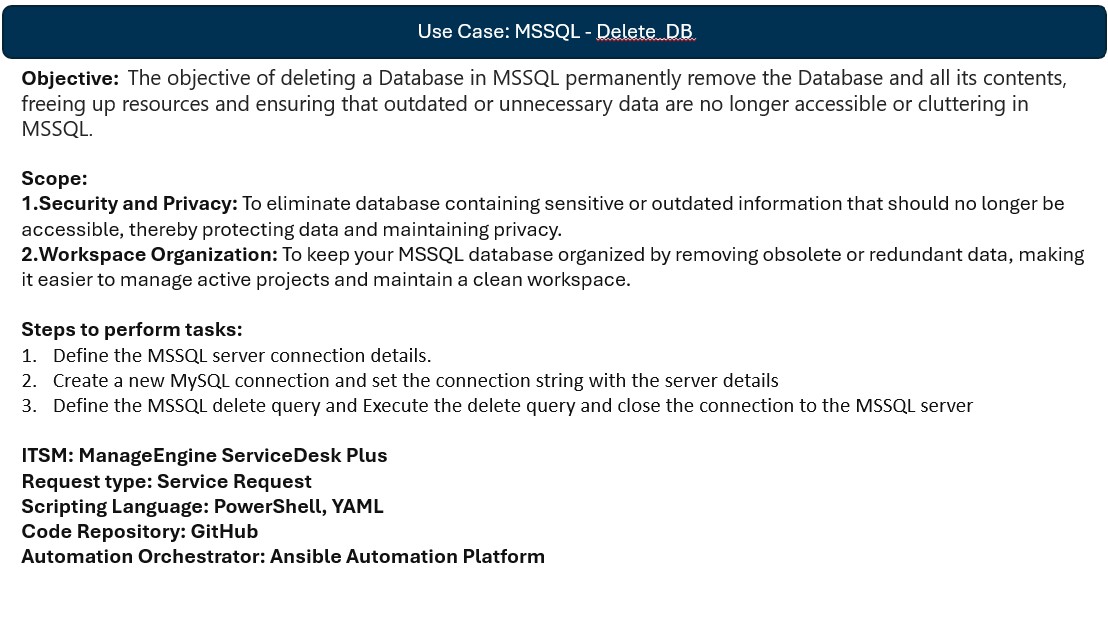 Use Case: MSSQL - Delete_DB
Objective: The objective of deleting a Database in MSSQL permanently remove the Database and all its contents,
freeing up resources and ensuring that outdated or unnecessary data are no longer accessible or cluttering in
MSSQL.
Scope:
1.Security and Privacy: To eliminate database containing sensitive or outdated information that should no longer be
accessible, thereby protecting data and maintaining privacy.
2.Workspace Organization: To keep your MSSQL database organized by removing obsolete or redundant data, making
it easier to manage active projects and maintain a clean workspace.
Steps to perform tasks:
1. Define the MSSQL server connection details.
2. Create a new MySQL connection and set the connection string with the server details
3. Define the MSSQL delete query and Execute the delete query and close the connection to the MSSQL server
ITSM: ManageEngine ServiceDesk Plus
Request type: Service Request
Scripting Language: PowerShell, YAML
Code Repository: GitHub
Automation Orchestrator: Ansible Automation Platform